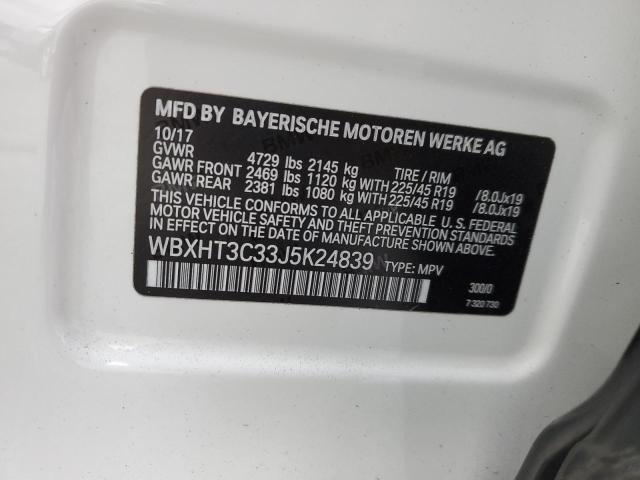 MFD BY BAYERISCHE MOTOREN WERKE AG
10/17
GVWR 4729 lbs 2145 kg TIRE / RIM
GAWR FRONT 2469 lbs 1120 kg WITH 225/45 R19 /8.0Jx19
GAWR REAR 2381 lbs 1080 kg WITH 225/45 R19 /8.0Jx19
THIS VEHICLE CONFORMS TO ALL APPLICABLE U.S. FEDERAL
MOTOR VEHICLE SAFETY AND THEFT PREVENTION STANDARDS
IN EFFECT ON THE DATE OF MANUFACTURE SHOWN ABOVE.
WBXHT3C33J5K24839 TYPE: MPV
300/0
7 320 730